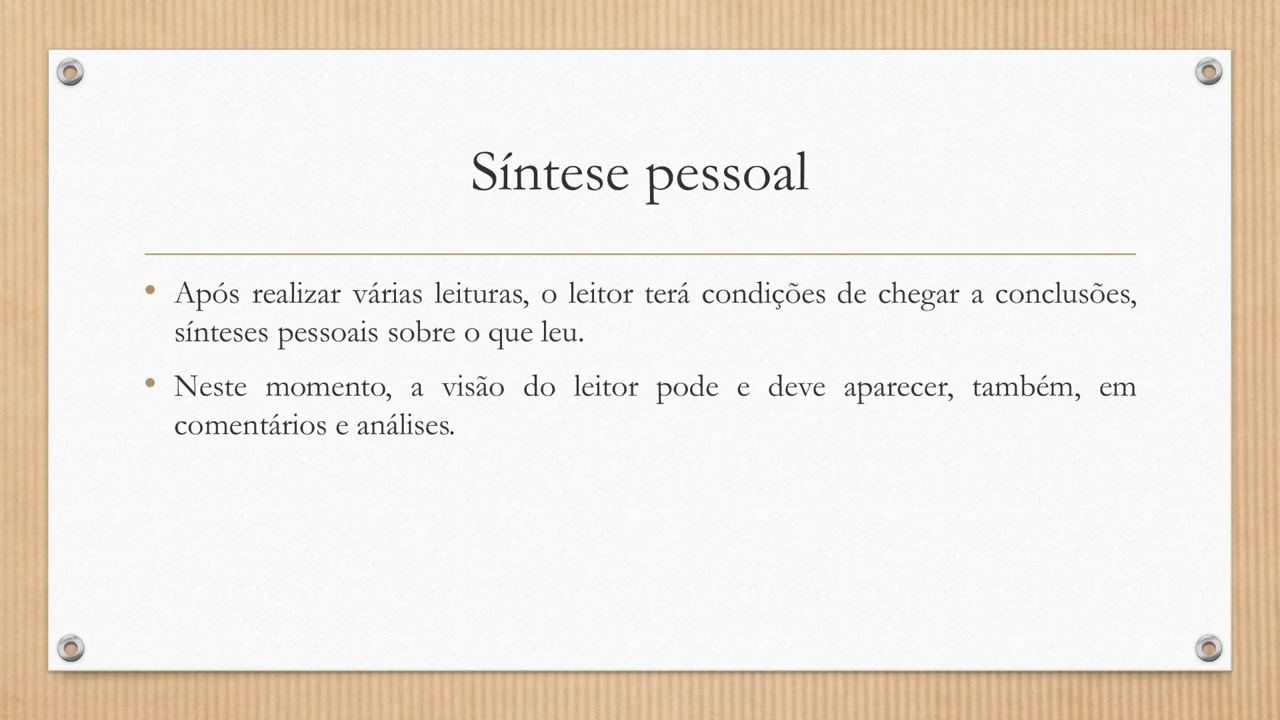 Síntese pessoal
• Após realizar várias leituras, o leitor terá condições de chegar a conclusões,
sínteses pessoais sobre o que leu.
• Neste momento, a visão do leitor pode e deve aparecer, também, em
comentários e análises.